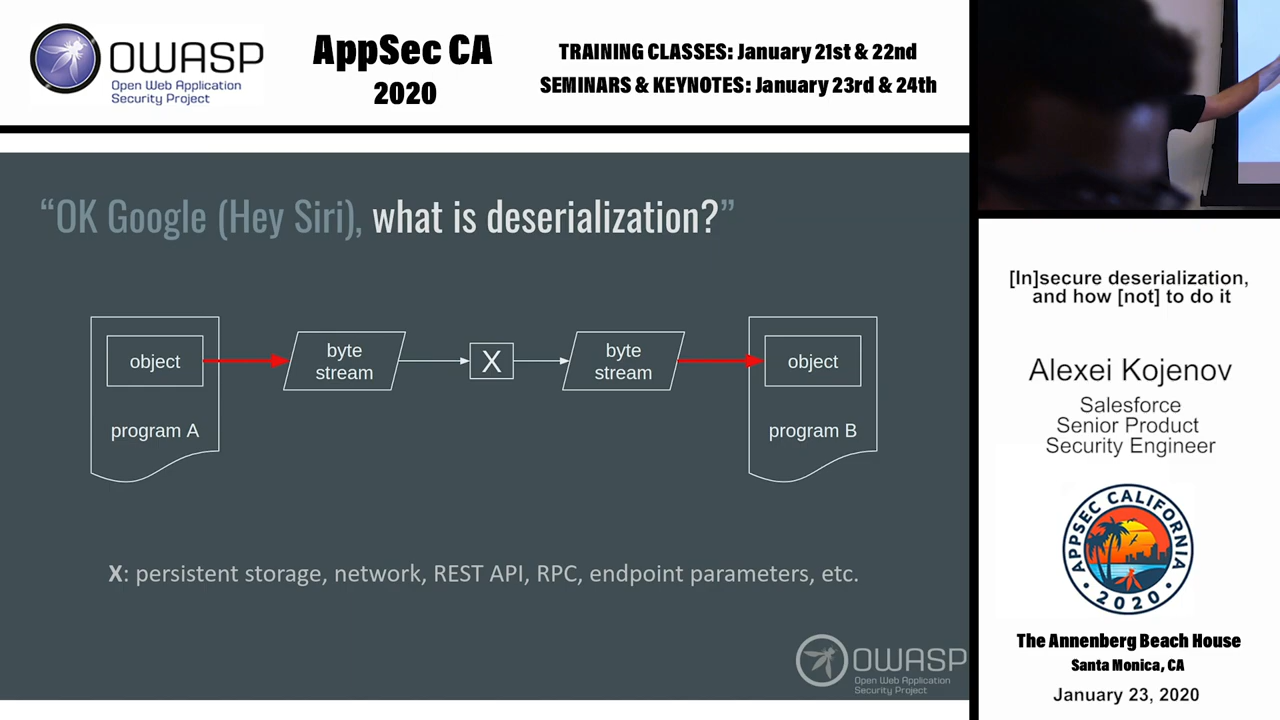 OWASP
Open Web Application
Security Project
AppSec CA
2020
TRAINING CLASSES: January 21st & 22nd
SEMINARS & KEYNOTES: January 23rd & 24th
“OK Google (Hey Siri), what is deserialization?”
object
program A
byte
stream
X
byte
stream
object
program B
X: persistent storage, network, REST API, RPC, endpoint parameters, etc.
OWASP
Open Web Application
Security Project
[In]secure deserialization,
and how [not] to do it
Alexei Kojenov
Salesforce
Senior Product
Security Engineer
APPSEC CALIFORNIA
• 2020 •
The Annenberg Beach House
Santa Monica, CA
January 23, 2020